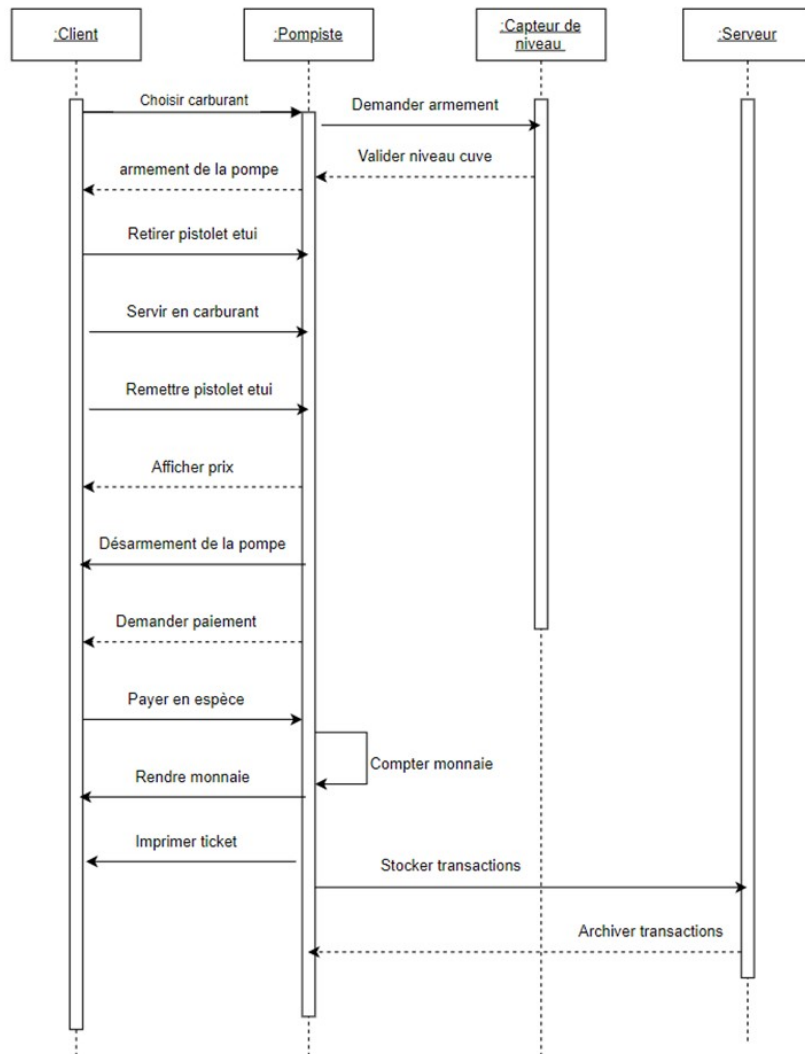 :Client
:Pompiste
:Capteur de
niveau
:Serveur
Choisir carburant
Demander armement
Valider niveau cuve
armement de la pompe
Retirer pistolet etui
Servir en carburant
Remettre pistolet etui
Afficher prix
Désarmement de la pompe
Demander paiement
Payer en espèce
Compter monnaie
Rendre monnaie
Imprimer ticket
Stocker transactions
Archiver transactions